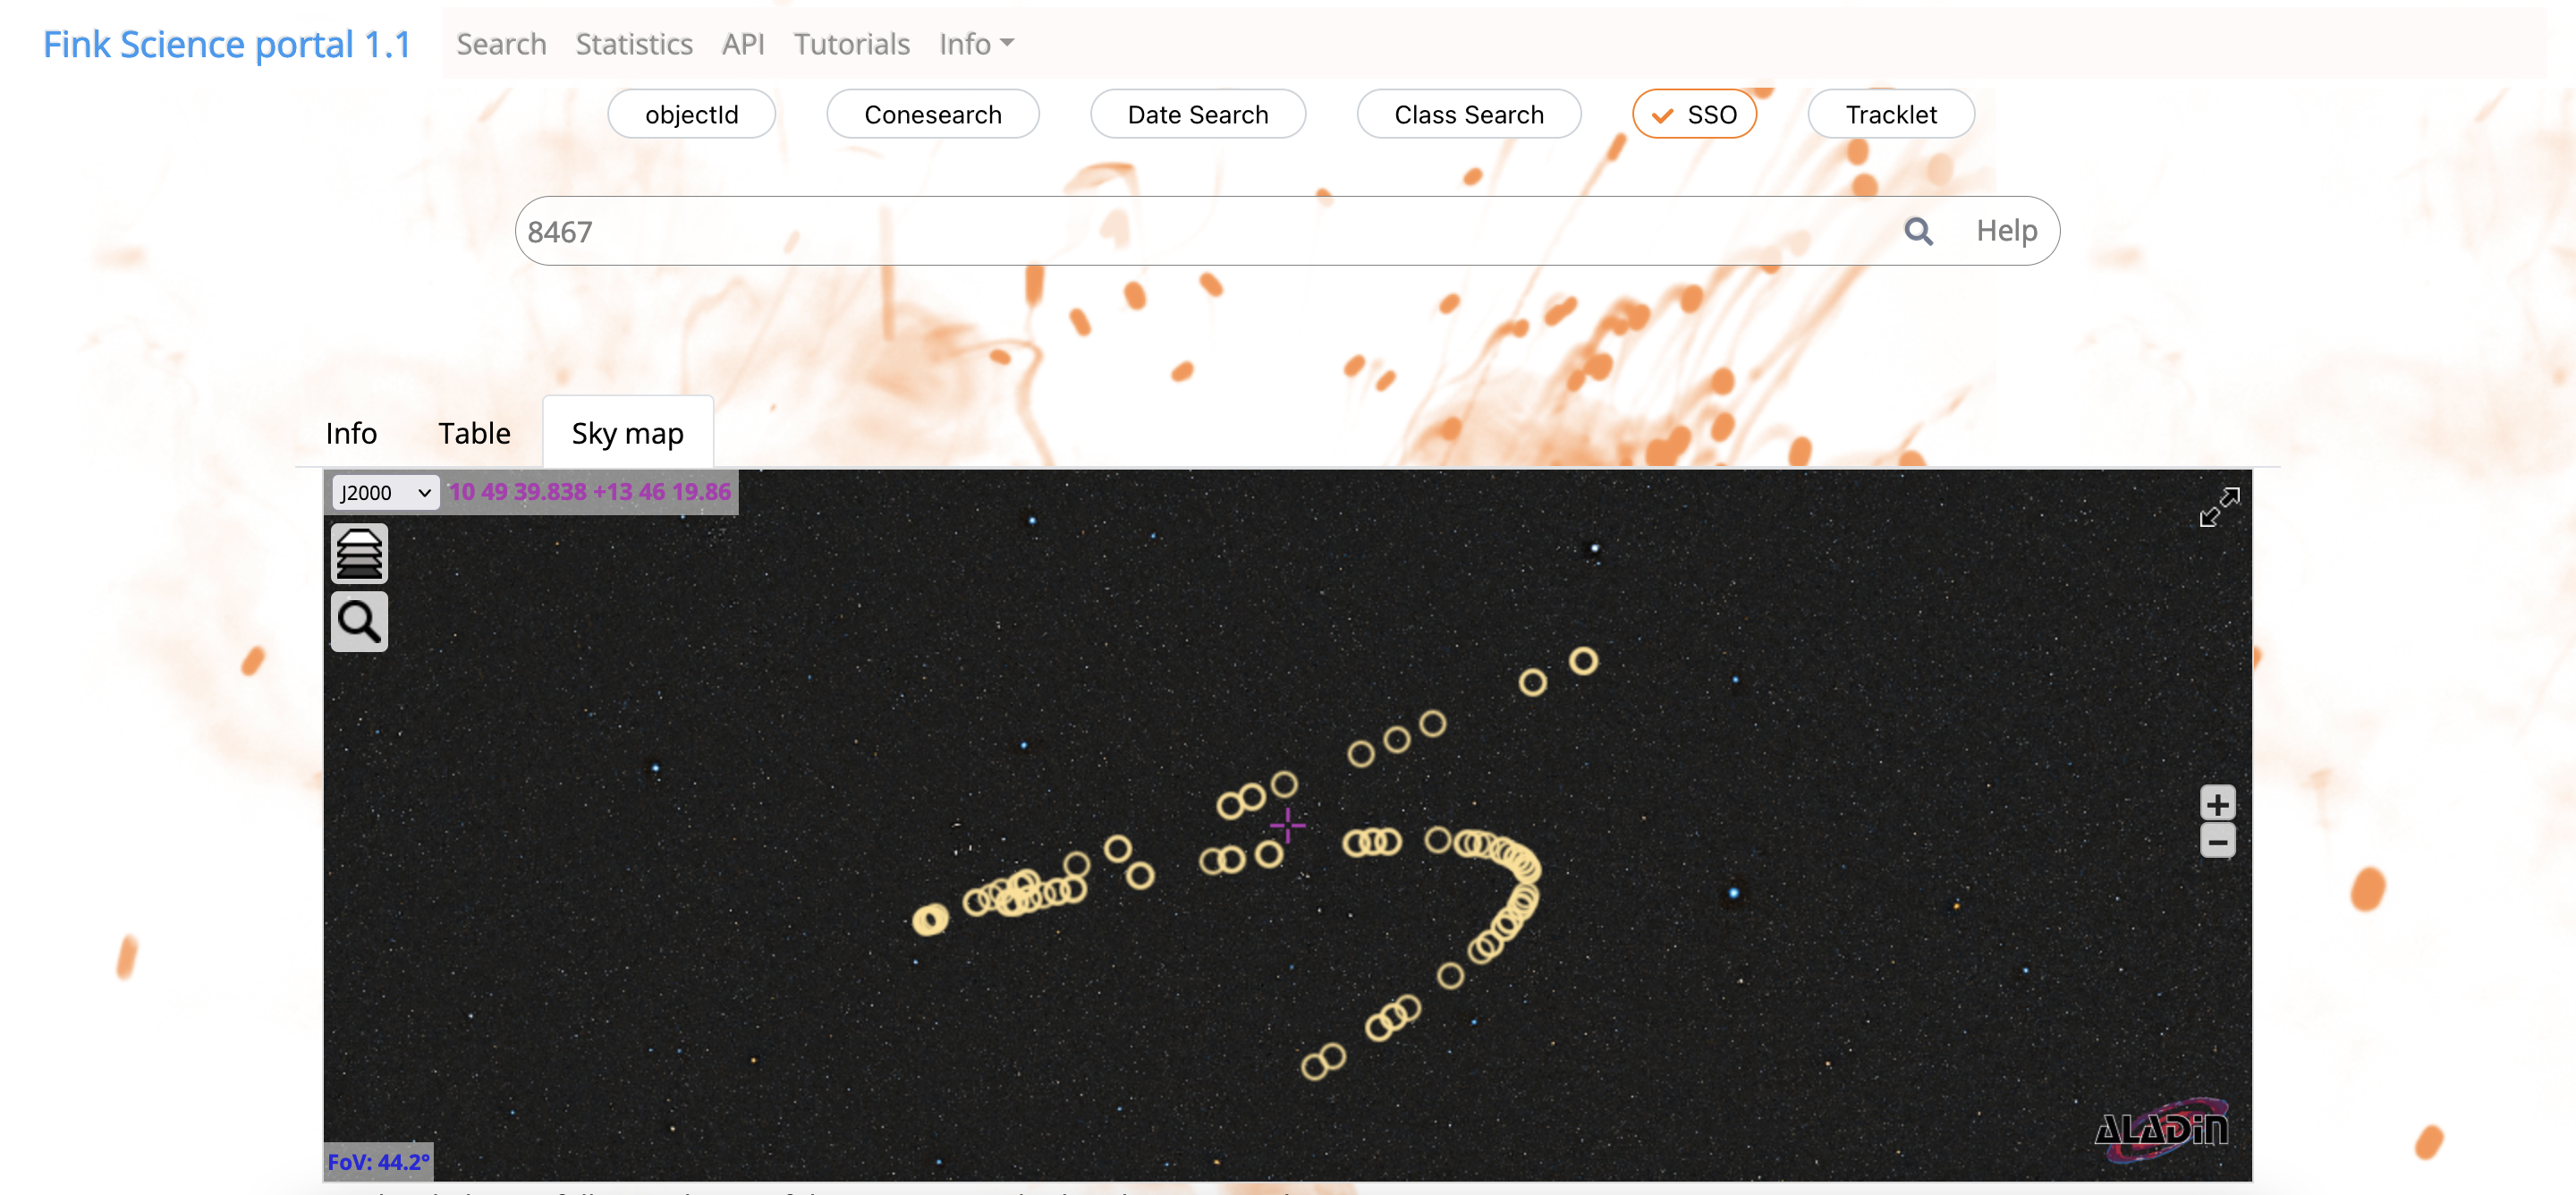 Fink Science portal 1.1 Search Statistics API Tutorials Info
objectId Conesearch Date Search Class Search SSO Tracklet
8467 Help
Info Table Sky map
J2000 10 49 39.838 +13 46 19.86
+
−
ALADiN
FoV: 44.2°